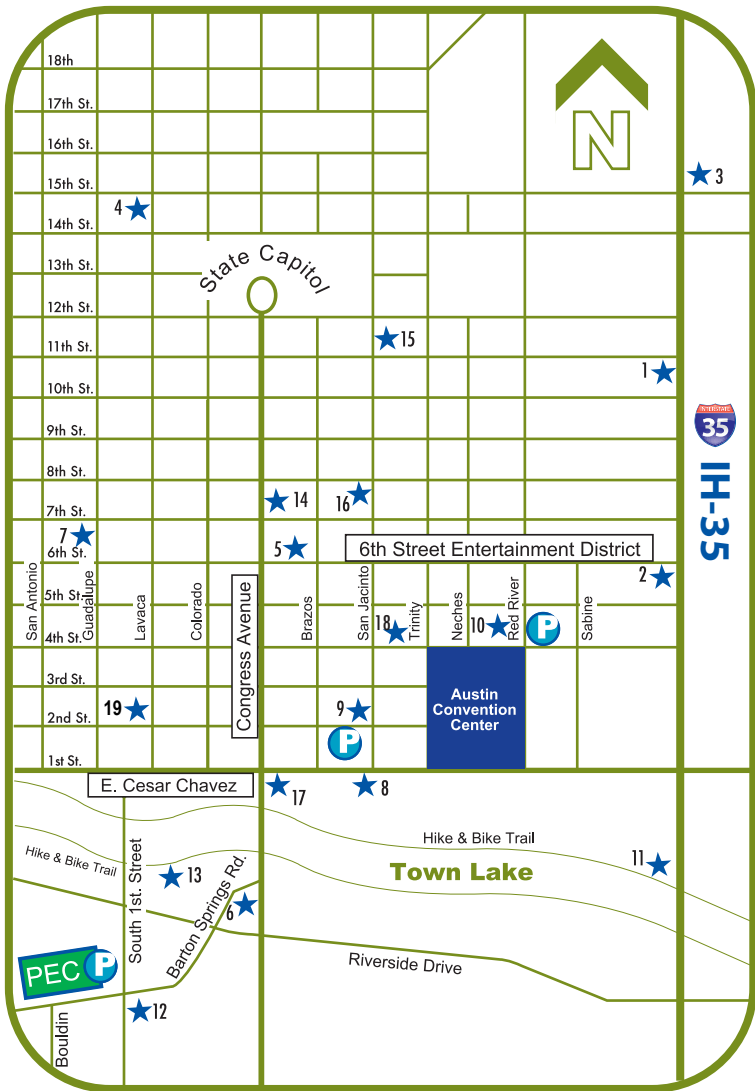 18th
17th St.
16th St.
15th St.
3
4
14th St.
N
13th St.
State Capitol
12th St.
11th St.
15
1
10th St.
INTERSTATE
35
9th St.
8th St.
IH-35
7th St.
14
16
7
6th St.
5
6th Street Entertainment District
2
5th St.
San Antonio
Guadalupe
Lavaca
Colorado
Congress Avenue
Brazos
San Jacinto
Trinity
Neches
Red River
Sabine
18
10
P
4th St.
3rd St.
19
9
Austin
Convention
Center
2nd St.
P
1st St.
E. Cesar Chavez
17
8
Hike & Bike Trail
Hike & Bike Trail
Town Lake
11
13
South 1st. Street
Barton Springs Rd.
6
Riverside Drive
PEC
P
12
Bouldin